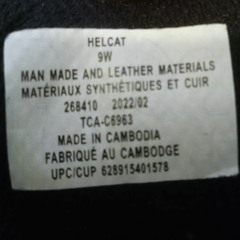 HELCAT
9W
MAN MADE AND LEATHER MATERIALS
MATÉRIAUX SYNTHÉTIQUES ET CUIR
268410 2022/02
TCA-C6963
MADE IN CAMBODIA
FABRIQUÉ AU CAMBODGE
UPC/CUP 628915401578